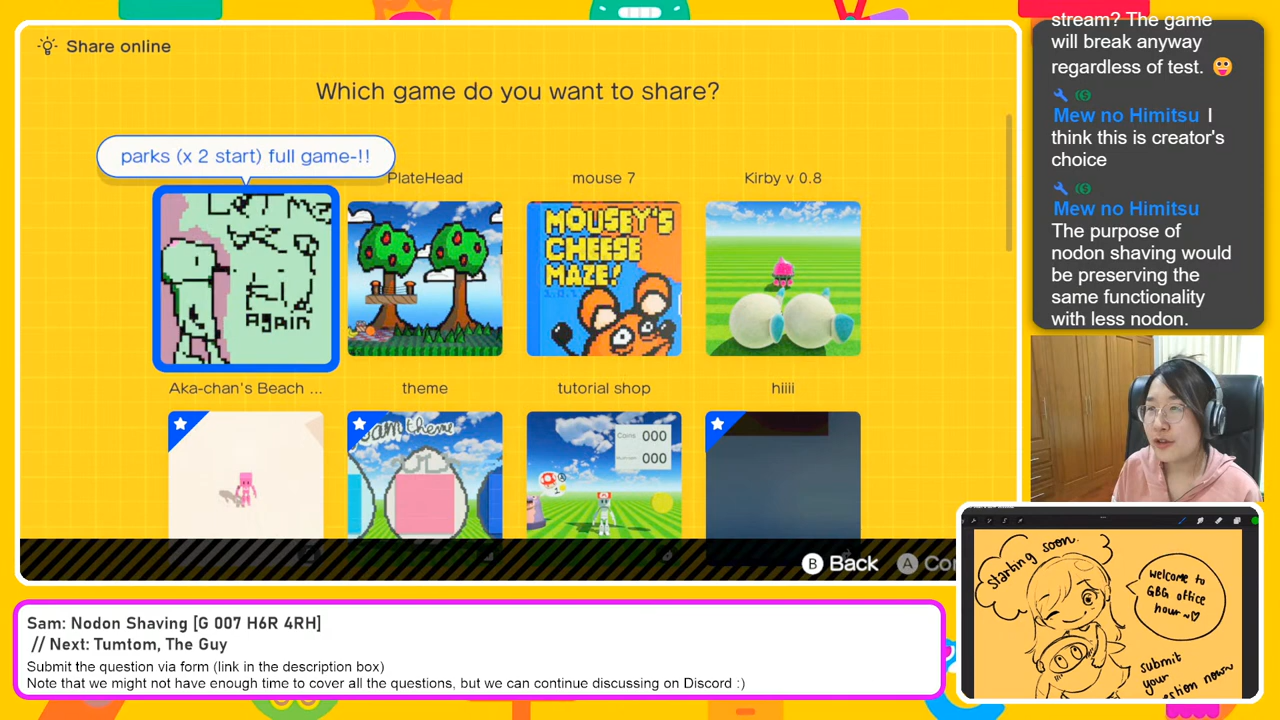 Share online
Which game do you want to share?
parks (x 2 start) full game-!!
PlateHead
mouse 7
Kirby v 0.8
Let me
Again
MOUSEY'S
CHEESE
MAZE!
Aka-chan's Beach ...
theme
tutorial shop
hiiii
theme
Coins 000
000
B Back
A Con
stream? The game
will break anyway
regardless of test.
Mew no Himitsu I
think this is creator's
choice
Mew no Himitsu
The purpose of
nodon shaving would
be preserving the
same functionality
with less nodon.
starting soon.
welcome to
GBG office
hour~♡
submit
your
question now~
Sam: Nodon Shaving [G 007 H6R 4RH]
// Next: Tumtom, The Guy
Submit the question via form (link in the description box)
Note that we might not have enough time to cover all the questions, but we can continue discussing on Discord :)